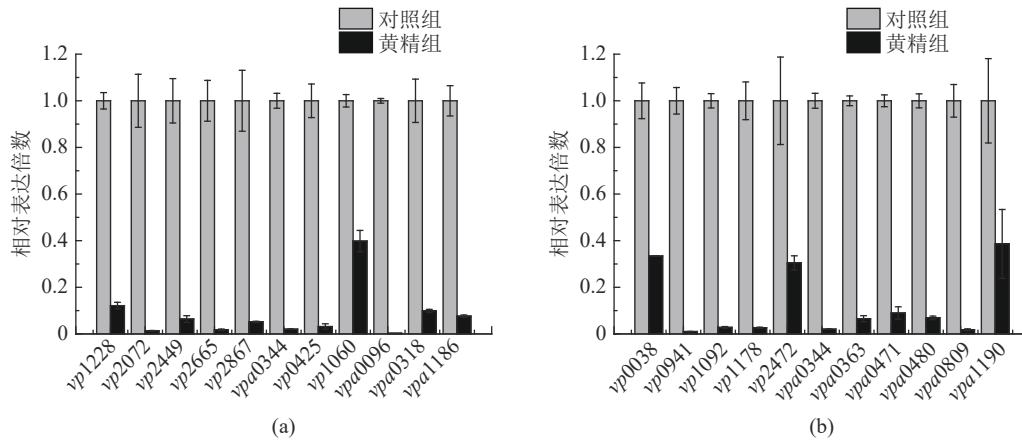 对照组
黄精组
1.2
1.0
0.8
0.6
0.4
0.2
0
相对表达倍数
vp1228
vp2072
vp2449
vp2665
vp2867
vpa0344
vp0425
vp1060
vpa0096
vpa0318
vpa1186
(a)
对照组
黄精组
1.2
1.0
0.8
0.6
0.4
0.2
0
相对表达倍数
vp0038
vp0941
vp1092
vp1178
vp2472
vpa0344
vpa0363
vpa0471
vpa0480
vpa0809
vpa1190
(b)